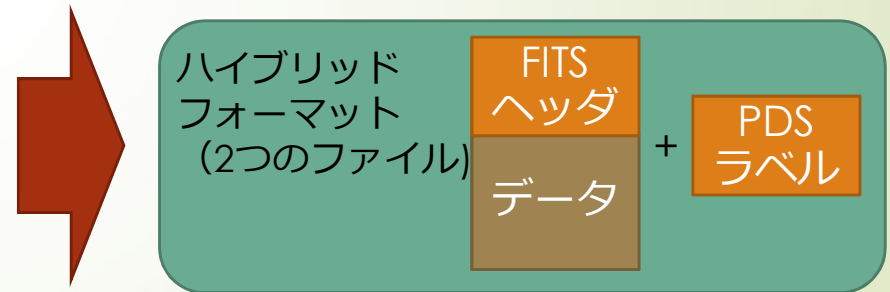 ハイブリッド
フォーマット
（2つのファイル)
FITS
ヘッダ
データ
+
PDS
ラベル